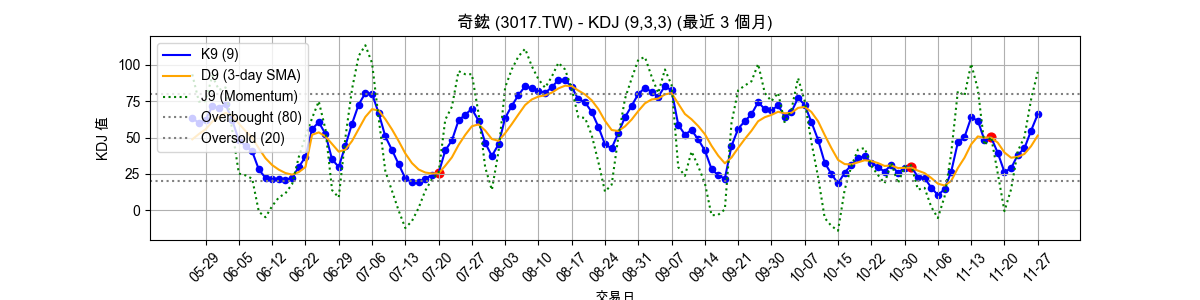 奇鋐 (3017.TW) - KDJ (9,3,3) (最近 3 個月)
KDJ 值
100
75
50
25
0
K9 (9)
D9 (3-day SMA)
J9 (Momentum)
Overbought (80)
Oversold (20)
05-29 06-05 06-12 06-22 06-29 07-06 07-13 07-20 07-27 08-03 08-10 08-17 08-24 08-31 09-07 09-14 09-21 09-30 10-07 10-15 10-22 10-30 11-06 11-13 11-20 11-27
交易日